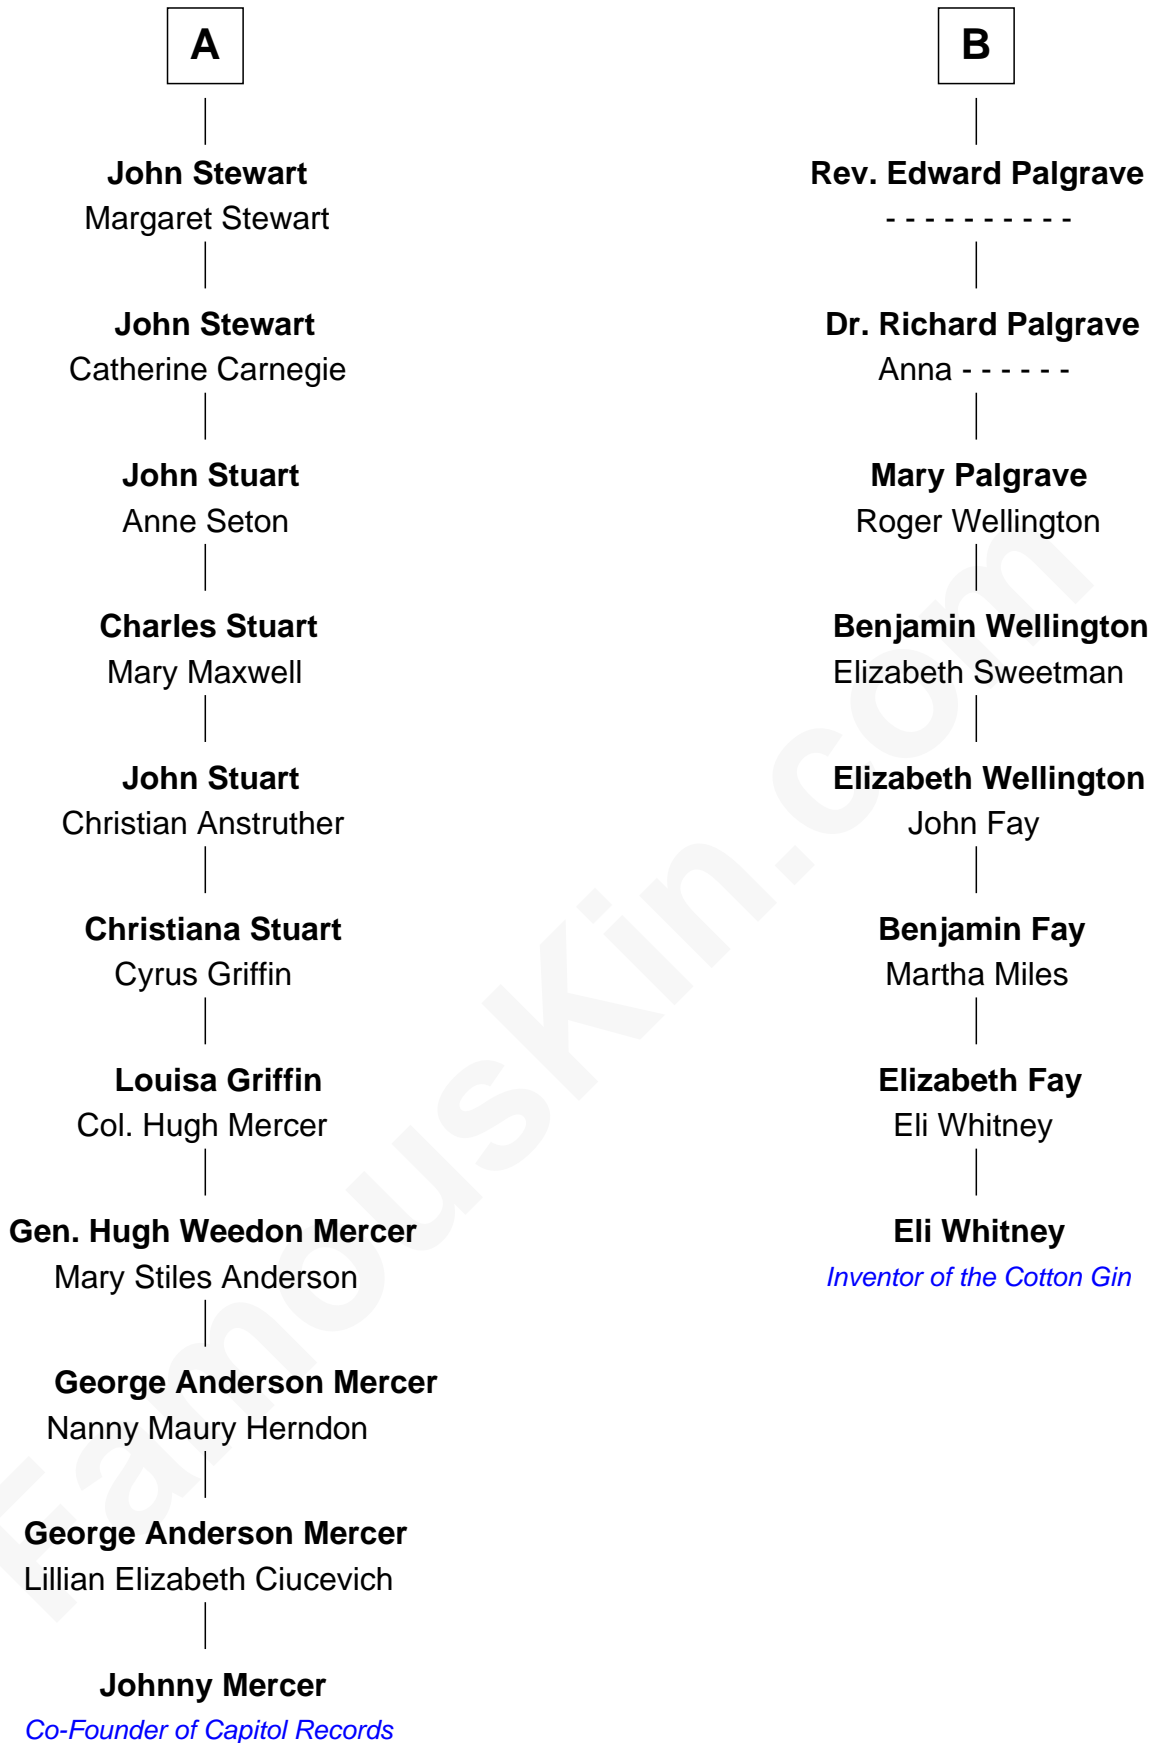 A
John Stewart
Margaret Stewart
John Stewart
Catherine Carnegie
John Stuart
Anne Seton
Charles Stuart
Mary Maxwell
John Stuart
Christian Anstruther
Christiana Stuart
Cyrus Griffin
Louisa Griffin
Col. Hugh Mercer
Gen. Hugh Weedon Mercer
Mary Stiles Anderson
George Anderson Mercer
Nanny Maury Herndon
George Anderson Mercer
Lillian Elizabeth Ciucevich
Johnny Mercer
Co-Founder of Capitol Records
B
Rev. Edward Palgrave
- - - - - - - - - -
Dr. Richard Palgrave
Anna - - - - - -
Mary Palgrave
Roger Wellington
Benjamin Wellington
Elizabeth Sweetman
Elizabeth Wellington
John Fay
Benjamin Fay
Martha Miles
Elizabeth Fay
Eli Whitney
Eli Whitney
Inventor of the Cotton Gin
FamousKin.com